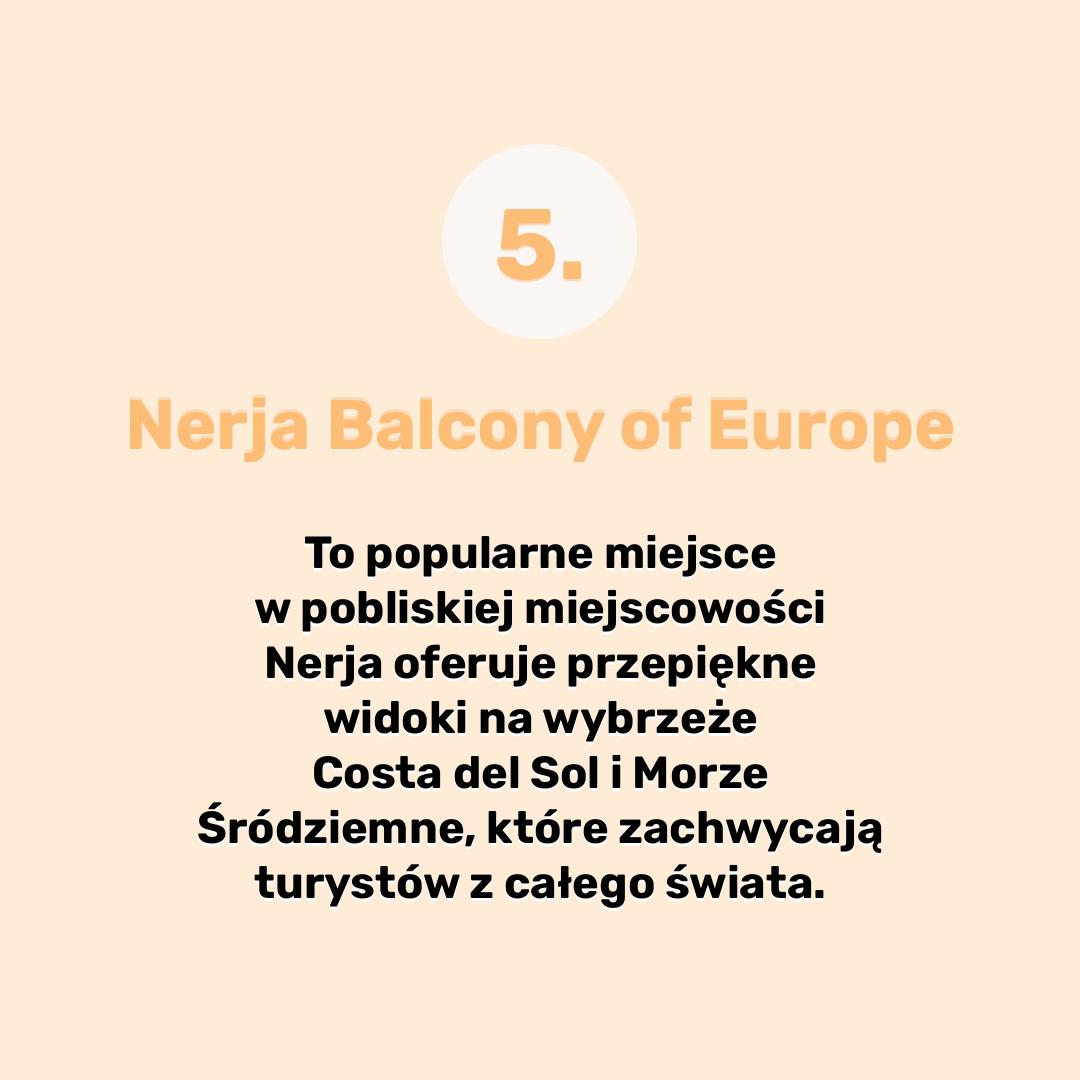 5.
Nerja Balcony of Europe
To popularne miejsce
w pobliskiej miejscowości
Nerja oferuje przepiękne
widoki na wybrzeże
Costa del Sol i Morze
Śródziemne, które zachwycają
turystów z całego świata.